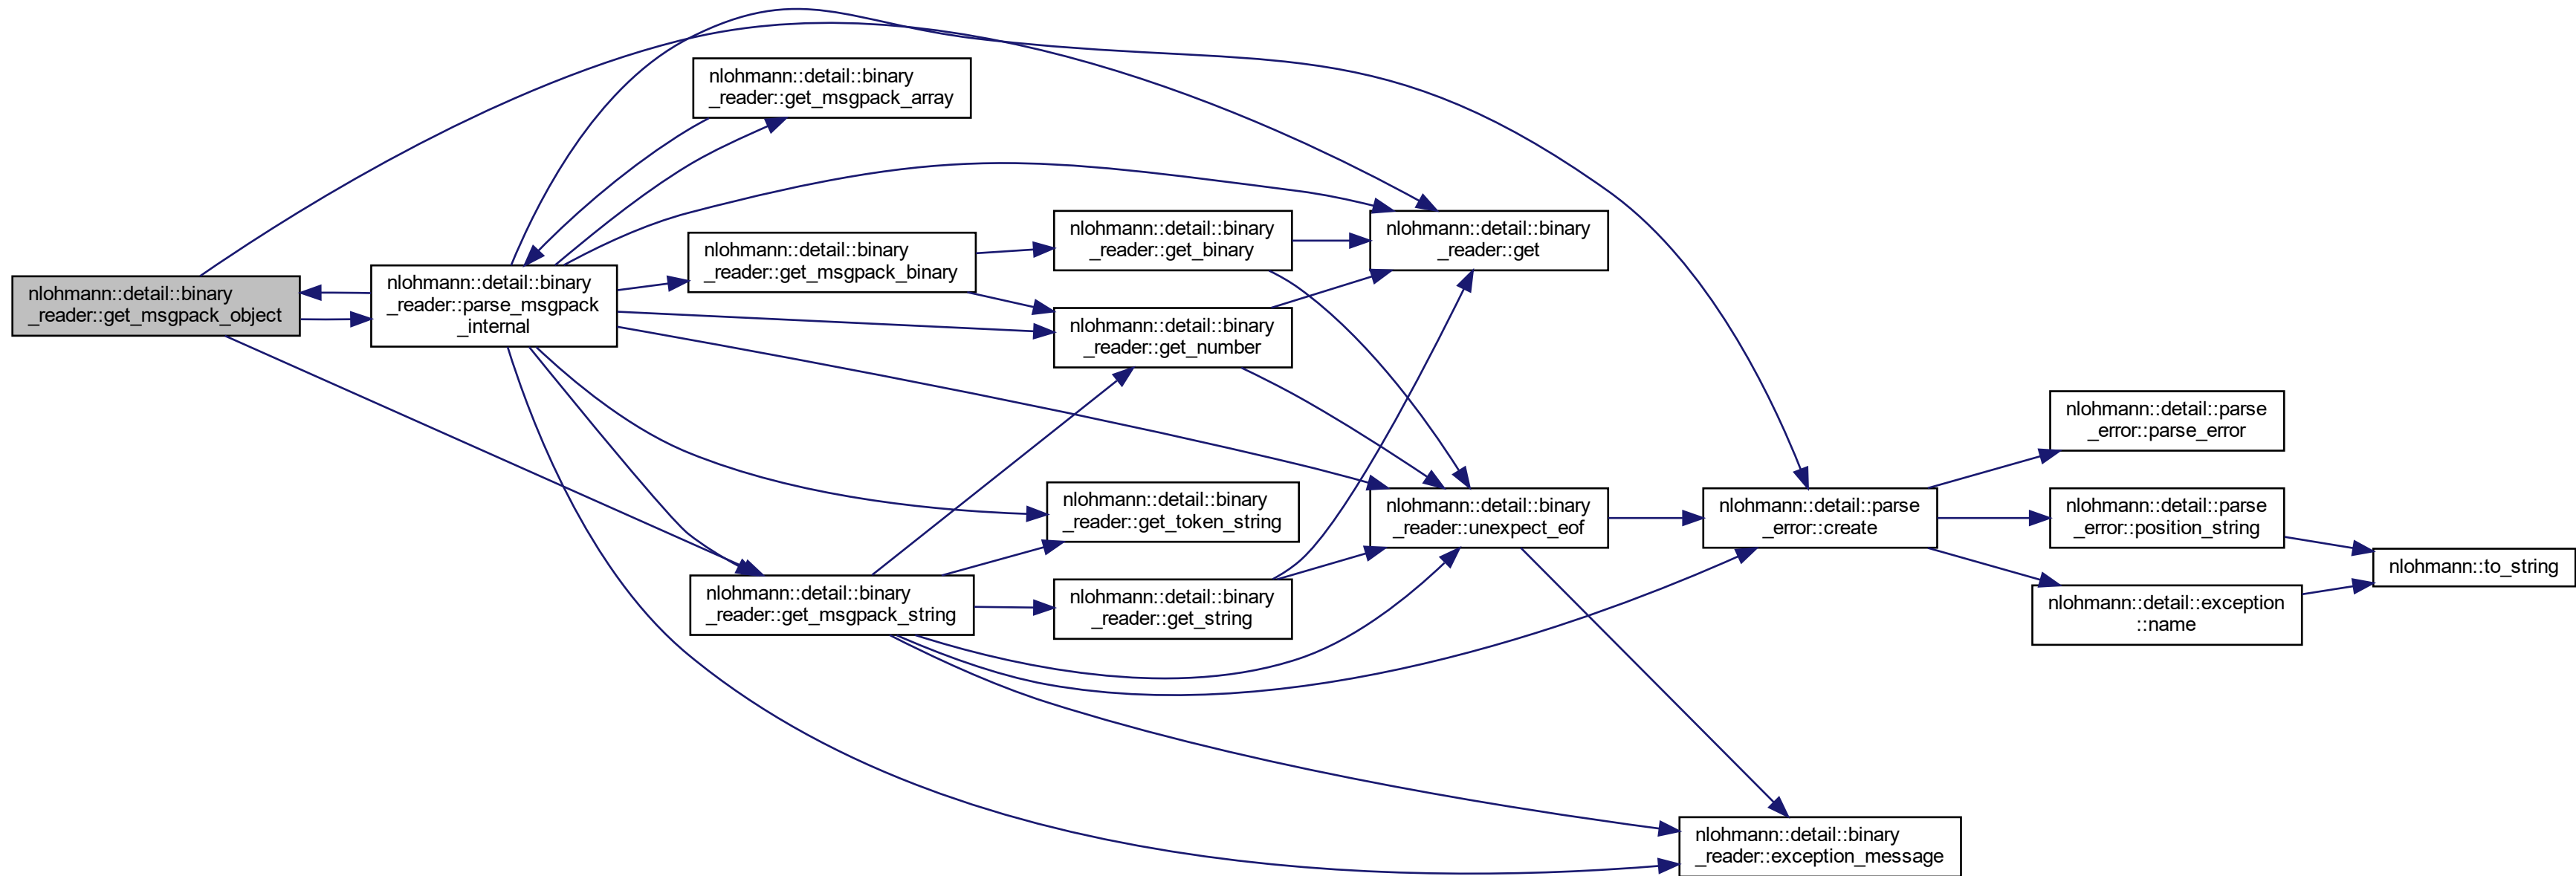 nlohmann::detail::binary
_reader::get_msgpack_object
nlohmann::detail::binary
_reader::parse_msgpack
_internal
nlohmann::detail::binary
_reader::get_msgpack_array
nlohmann::detail::binary
_reader::get_msgpack_binary
nlohmann::detail::binary
_reader::get_msgpack_string
nlohmann::detail::binary
_reader::get_binary
nlohmann::detail::binary
_reader::get_number
nlohmann::detail::binary
_reader::get_token_string
nlohmann::detail::binary
_reader::get_string
nlohmann::detail::binary
_reader::get
nlohmann::detail::binary
_reader::unexpect_eof
nlohmann::detail::parse
_error::create
nlohmann::detail::binary
_reader::exception_message
nlohmann::detail::parse
_error::parse_error
nlohmann::detail::parse
_error::position_string
nlohmann::detail::exception
::name
nlohmann::to_string